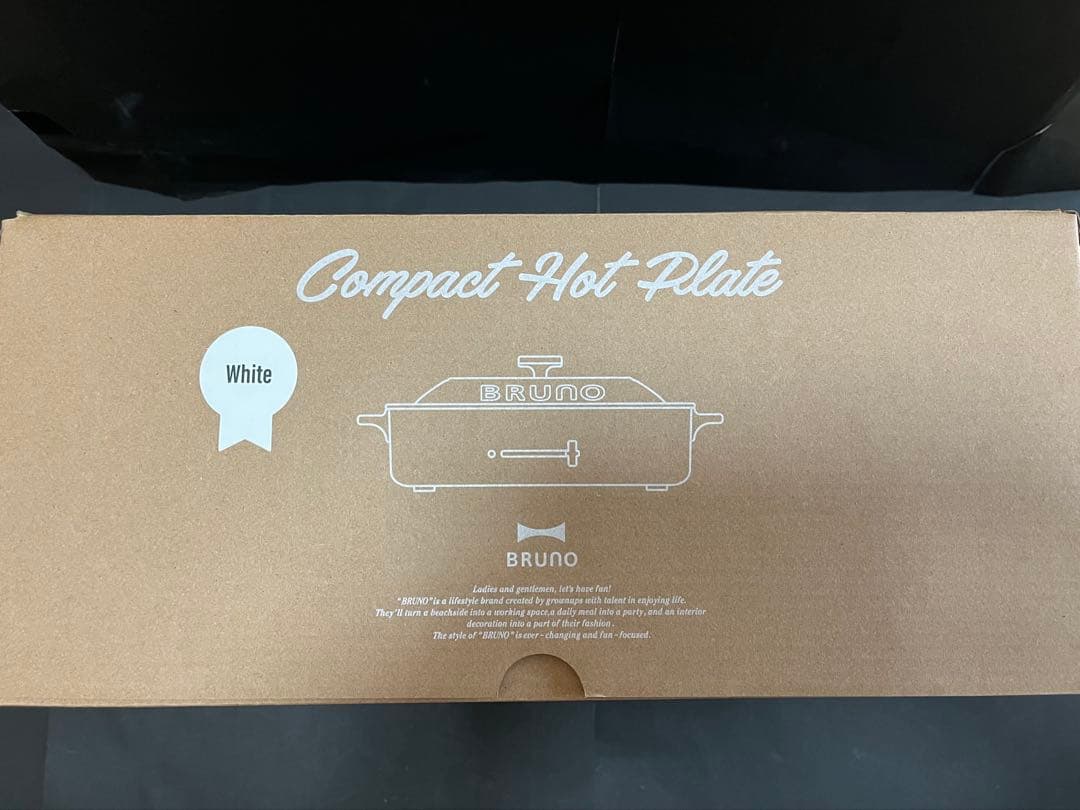 Compact Hot Plate
White
BRUNO
BRUNO
Ladies and gentlemen, let's have fun!
"BRUNO" is a lifestyle brand created by grownups with talent in enjoying life.
They'll turn a beachside into a working space, a daily meal into a party, and an interior
decoration into a part of their fashion.
The style of "BRUNO" is ever-changing and fun-focused.